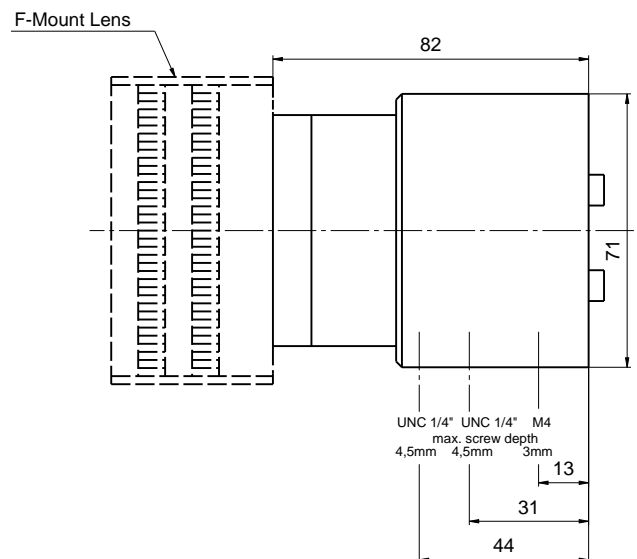 F-Mount Lens
82
71
UNC 1/4" UNC 1/4" M4
max. screw depth
4,5mm 4,5mm 3mm
13
31
44